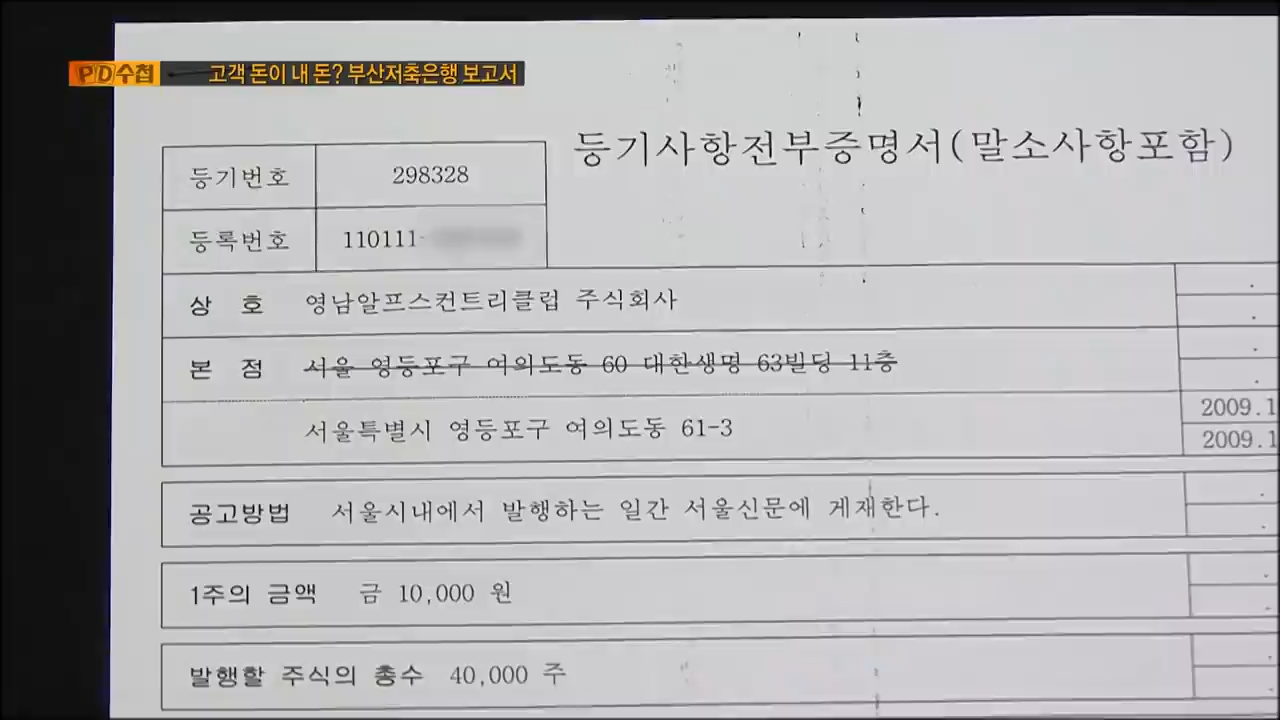 PD수첩 고객 돈이 내 돈? 부산저축은행 보고서
등기사항전부증명서(말소사항포함)
등기번호 298328
등록번호 110111-
상 호 영남알프스컨트리클럽 주식회사
본 점 서울 영등포구 여의도동 60 대한생명 63빌딩 11층
서울특별시 영등포구 여의도동 61-3
2009.1
2009.1
공고방법 서울시내에서 발행하는 일간 서울신문에 게재한다.
1주의 금액 금 10,000 원
발행할 주식의 총수 40,000 주